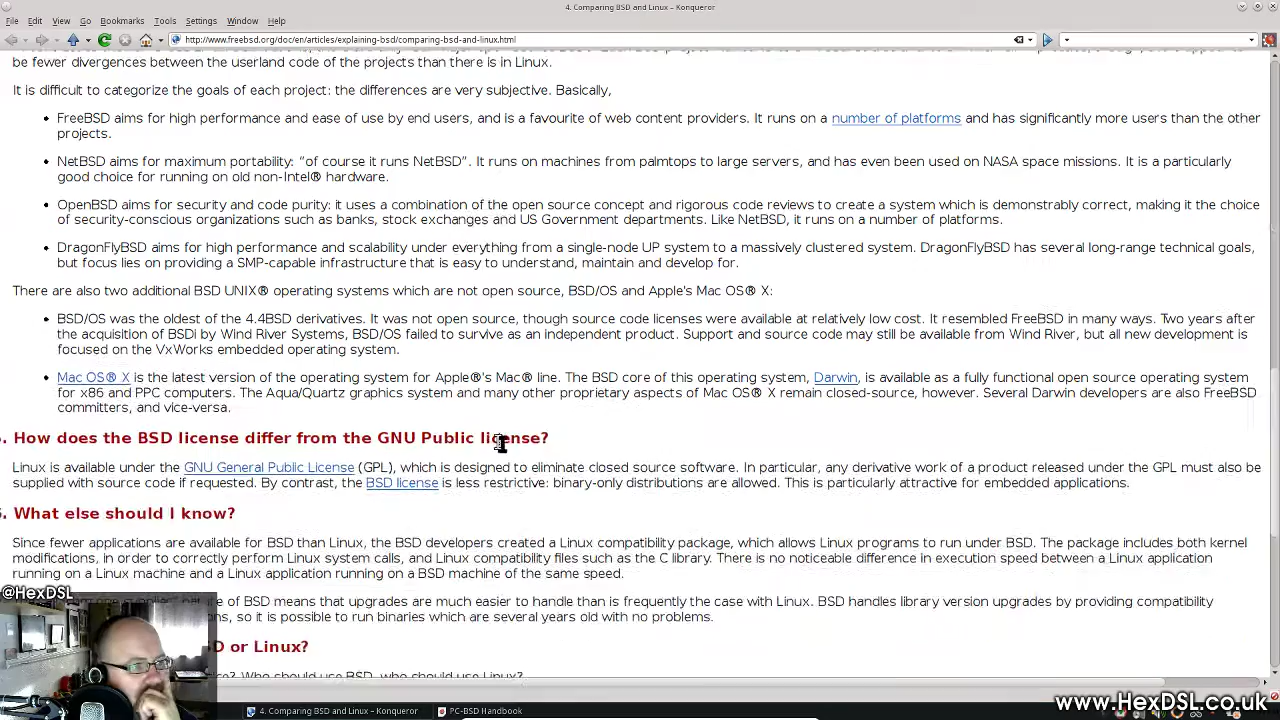 4. Comparing BSD and Linux – Konqueror
File Edit View Go Bookmarks Tools Settings Window Help
http://www.freebsd.org/doc/en/articles/explaining-bsd/comparing-bsd-and-linux.html
be fewer divergences between the userland code of the projects than there is in Linux.
It is difficult to categorize the goals of each project: the differences are very subjective. Basically,
FreeBSD aims for high performance and ease of use by end users, and is a favourite of web content providers. It runs on a number of platforms and has significantly more users than the other
projects.
NetBSD aims for maximum portability: “of course it runs NetBSD”. It runs on machines from palmtops to large servers, and has even been used on NASA space missions. It is a particularly
good choice for running on old non-Intel® hardware.
OpenBSD aims for security and code purity: it uses a combination of the open source concept and rigorous code reviews to create a system which is demonstrably correct, making it the choice
of security-conscious organizations such as banks, stock exchanges and US Government departments. Like NetBSD, it runs on a number of platforms.
DragonFlyBSD aims for high performance and scalability under everything from a single-node UP system to a massively clustered system. DragonFlyBSD has several long-range technical goals,
but focus lies on providing a SMP-capable infrastructure that is easy to understand, maintain and develop for.
There are also two additional BSD UNIX® operating systems which are not open source, BSD/OS and Apple's Mac OS® X:
BSD/OS was the oldest of the 4.4BSD derivatives. It was not open source, though source code licenses were available at relatively low cost. It resembled FreeBSD in many ways. Two years after
the acquisition of BSDi by Wind River Systems, BSD/OS failed to survive as an independent product. Support and source code may still be available from Wind River, but all new development is
focused on the VxWorks embedded operating system.
Mac OS® X is the latest version of the operating system for Apple®'s Mac® line. The BSD core of this operating system, Darwin, is available as a fully functional open source operating system
for x86 and PPC computers. The Aqua/Quartz graphics system and many other proprietary aspects of Mac OS® X remain closed-source, however. Several Darwin developers are also FreeBSD
committers, and vice-versa.
. How does the BSD license differ from the GNU Public license?
Linux is available under the GNU General Public License (GPL), which is designed to eliminate closed source software. In particular, any derivative work of a product released under the GPL must also be
supplied with source code if requested. By contrast, the BSD license is less restrictive: binary-only distributions are allowed. This is particularly attractive for embedded applications.
. What else should I know?
Since fewer applications are available for BSD than Linux, the BSD developers created a Linux compatibility package, which allows Linux programs to run under BSD. The package includes both kernel
modifications, in order to correctly perform Linux system calls, and Linux compatibility files such as the C library. There is no noticeable difference in execution speed between a Linux application
running on a Linux machine and a Linux application running on a BSD machine of the same speed.
@HexDSL
of BSD means that upgrades are much easier to handle than is frequently the case with Linux. BSD handles library version upgrades by providing compatibility
, so it is possible to run binaries which are several years old with no problems.
D or Linux?
? Who should use BSD, who should use Linux?
www.HexDSL.co.uk
4. Comparing BSD and Linux – Konqueror PC-BSD Handbook